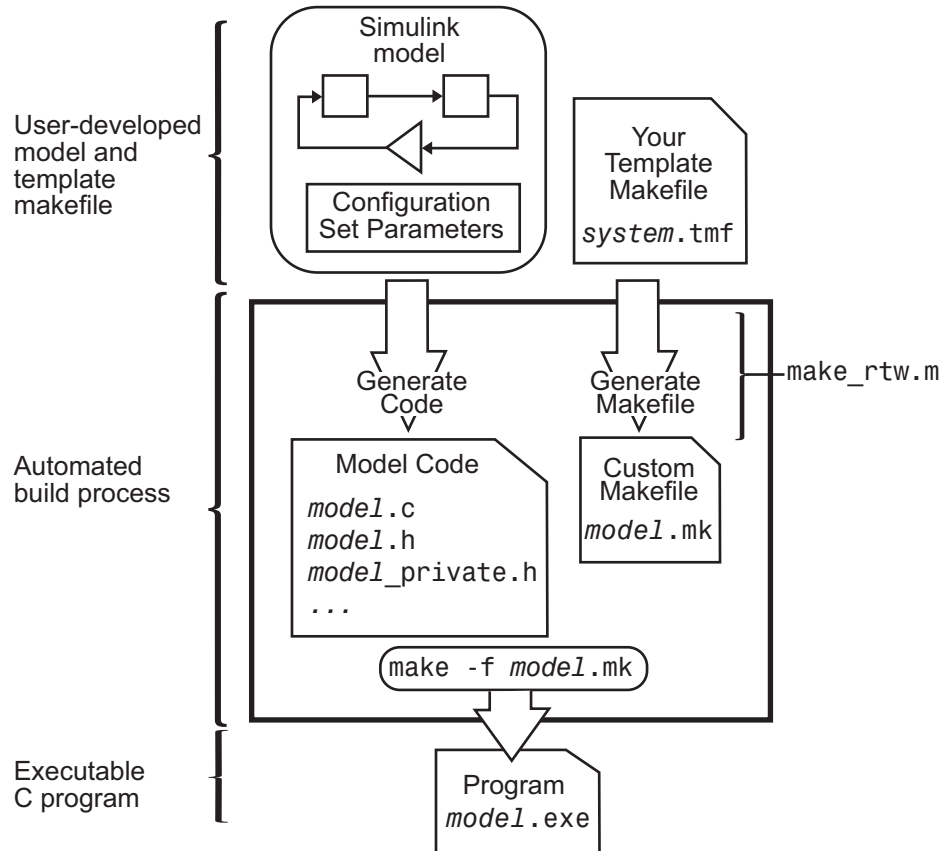 User-developed
model and
template
makefile
Simulink
model
Configuration
Set Parameters
Your
Template
Makefile
system.tmf
Automated
build process
Generate
Code
Generate
Makefile
make_rtw.m
Model Code
model.c
model.h
model_private.h
...
Custom
Makefile
model.mk
make -f model.mk
Executable
C program
Program
model.exe